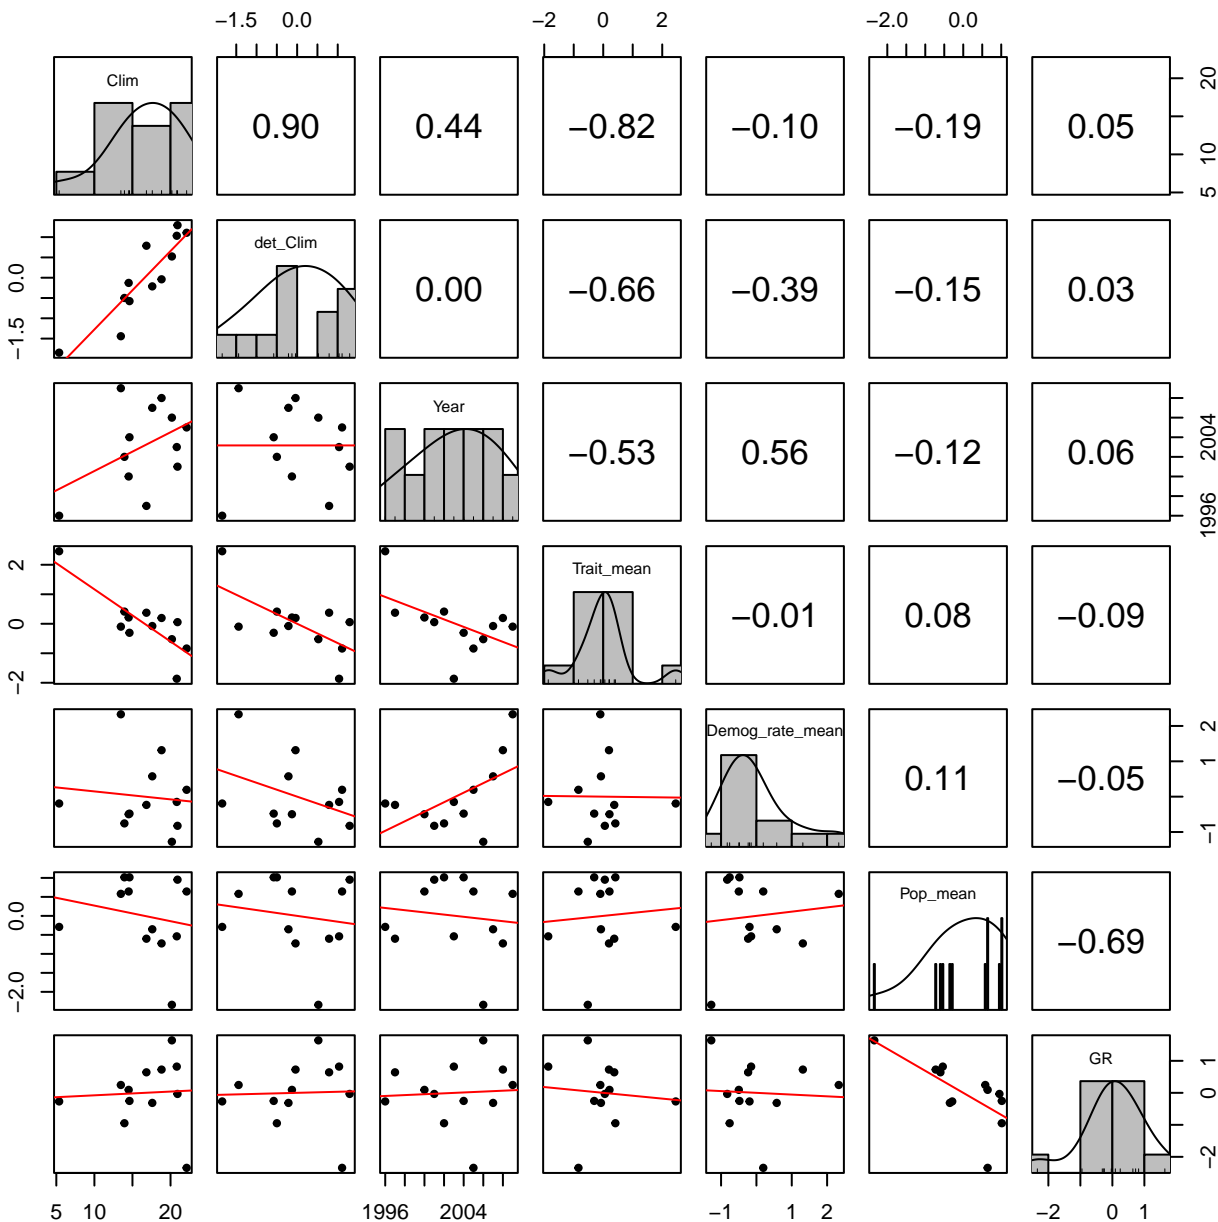 −1.5 0.0 −2 0 2 −2.0 0.0
Clim 0.90 0.44 −0.82 −0.10 −0.19 0.05 5 10 20
−1.5 0.0 det_Clim 0.00 −0.66 −0.39 −0.15 0.03
Year −0.53 0.56 −0.12 0.06 1996 2004
−2 0 2 Trait_mean −0.01 0.08 −0.09
Demog_rate_mean 0.11 −0.05 −1 1 2
−2.0 0.0 Pop_mean −0.69
GR −2 0 1
5 10 20 1996 2004 −1 1 2 −2 0 1